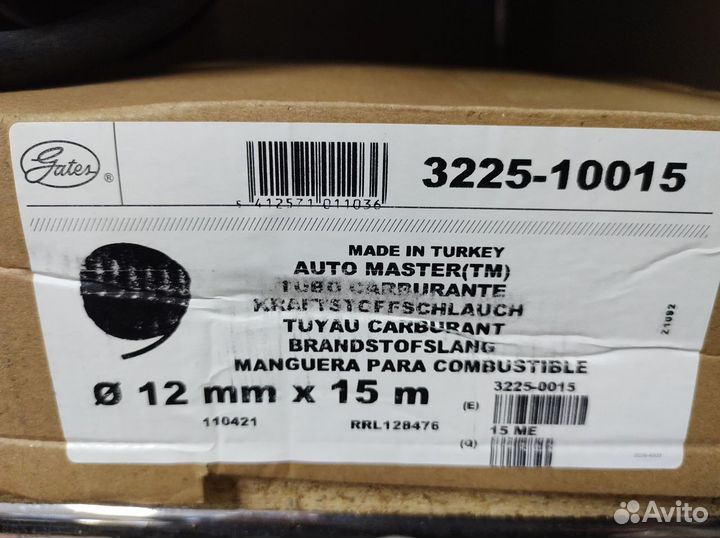 Gates®
3225-10015
5 412571 011036
MADE IN TURKEY
AUTO MASTER(TM)
TUBO CARBURANTE
KRAFTSTOFFSCHLAUCH
TUYAU CARBURANT
BRANDSTOFSLANG
MANGUERA PARA COMBUSTIBLE
21092
Ø 12 mm x 15 m
(E)
3225-0015
110421
RRL128476
(Q)
15 ME
Avito